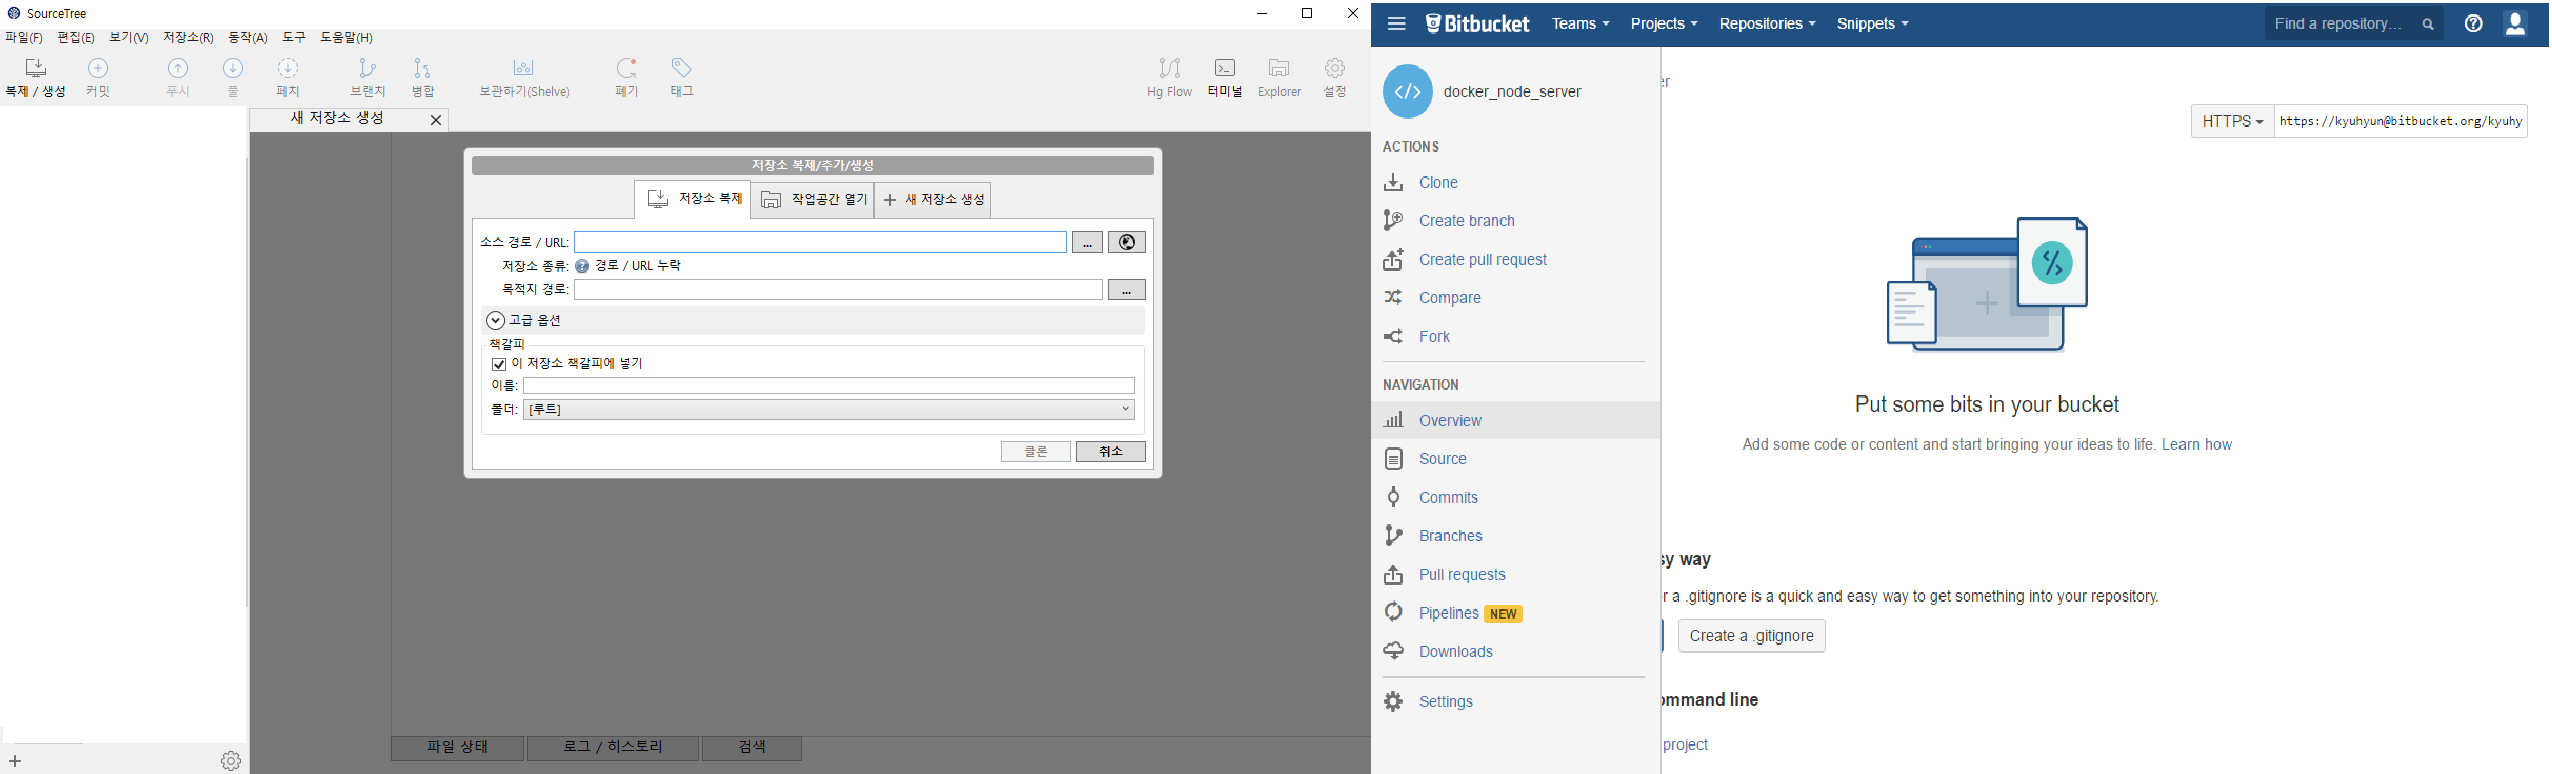 SourceTree
파일(F) 편집(E) 보기(V) 저장소(R) 동작(A) 도구 도움말(H)
복제 / 생성 커밋 푸시 풀 패치 브랜치 병합 보관하기(Shelve) 폐기 태그 Hg Flow 터미널 Explorer 설정
새 저장소 생성
저장소 복제/추가/생성
저장소 복제 작업공간 열기 새 저장소 생성
소스 경로 / URL: ...
저장소 종류: 경로 / URL 누락
목적지 경로: ...
고급 옵션
책갈피
이 저장소 책갈피에 넣기
이름:
폴더: [루트]
클론 취소
파일 상태 로그 / 히스토리 검색
Bitbucket Teams Projects Repositories Snippets Find a repository...
docker_node_server
er
HTTPS https://kyuhyun@bitbucket.org/kyuhy
ACTIONS
Clone
Create branch
Create pull request
Compare
Fork
NAVIGATION
Overview
Source
Commits
Branches
Pull requests
Pipelines NEW
Downloads
Settings
Put some bits in your bucket
Add some code or content and start bringing your ideas to life. Learn how
sy way
r a .gitignore is a quick and easy way to get something into your repository.
Create a .gitignore
ommand line
project